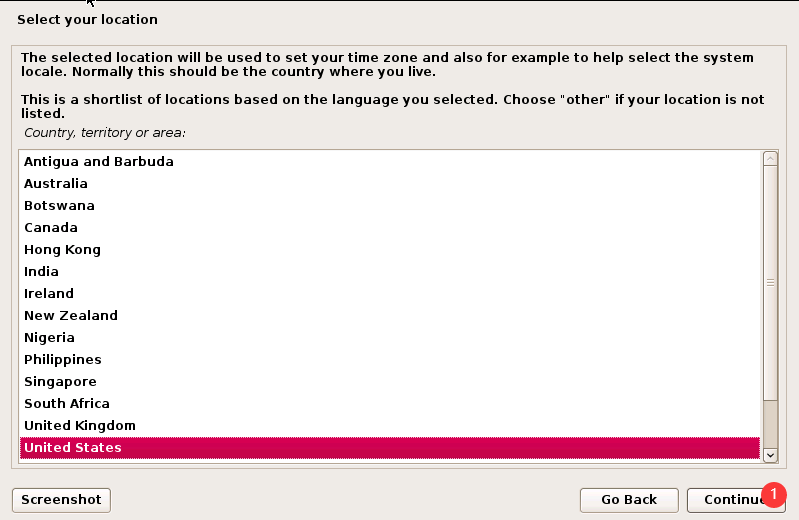 Select your location
The selected location will be used to set your time zone and also for example to help select the system
locale. Normally this should be the country where you live.
This is a shortlist of locations based on the language you selected. Choose "other" if your location is not
listed.
Country, territory or area:
Antigua and Barbuda
Australia
Botswana
Canada
Hong Kong
India
Ireland
New Zealand
Nigeria
Philippines
Singapore
South Africa
United Kingdom
United States
Screenshot
Go Back
Continue
1